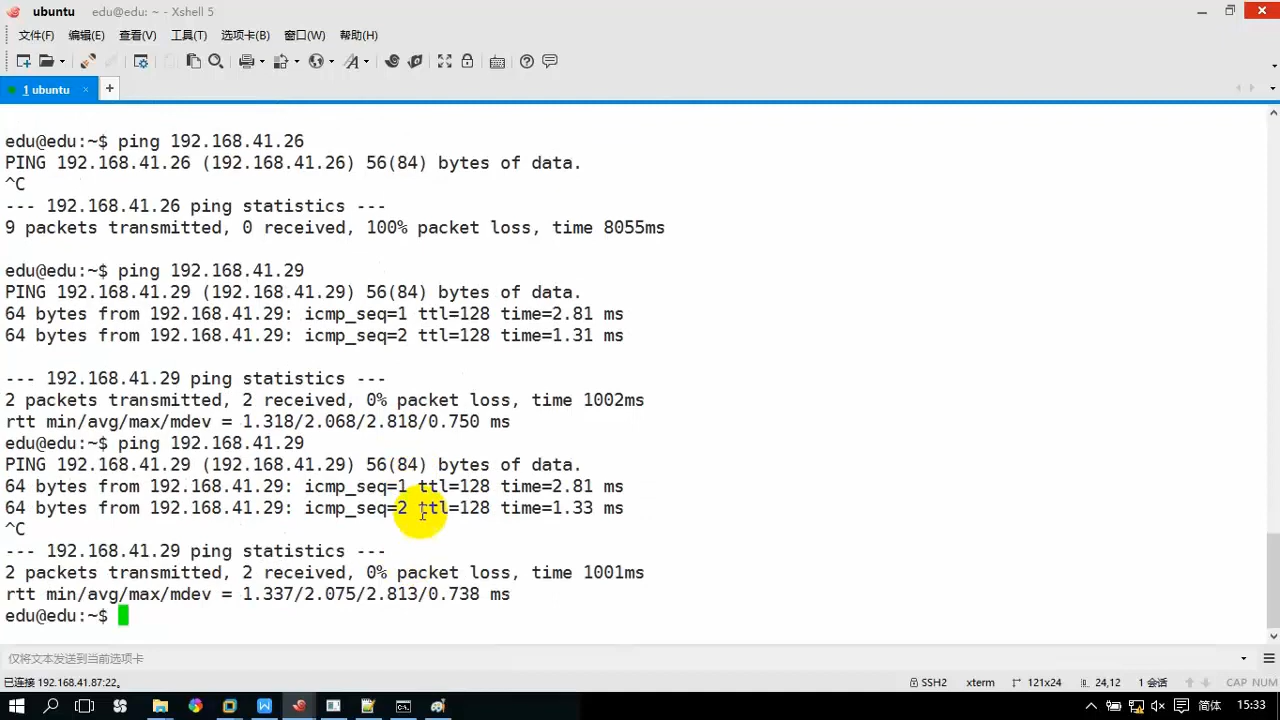 ubuntu edu@edu: ~ - Xshell 5
文件(F) 编辑(E) 查看(V) 工具(T) 选项卡(B) 窗口(W) 帮助(H)
1 ubuntu × +
edu@edu:~$ ping 192.168.41.26
PING 192.168.41.26 (192.168.41.26) 56(84) bytes of data.
^C
--- 192.168.41.26 ping statistics ---
9 packets transmitted, 0 received, 100% packet loss, time 8055ms
edu@edu:~$ ping 192.168.41.29
PING 192.168.41.29 (192.168.41.29) 56(84) bytes of data.
64 bytes from 192.168.41.29: icmp_seq=1 ttl=128 time=2.81 ms
64 bytes from 192.168.41.29: icmp_seq=2 ttl=128 time=1.31 ms
--- 192.168.41.29 ping statistics ---
2 packets transmitted, 2 received, 0% packet loss, time 1002ms
rtt min/avg/max/mdev = 1.318/2.068/2.818/0.750 ms
edu@edu:~$ ping 192.168.41.29
PING 192.168.41.29 (192.168.41.29) 56(84) bytes of data.
64 bytes from 192.168.41.29: icmp_seq=1 ttl=128 time=2.81 ms
64 bytes from 192.168.41.29: icmp_seq=2 ttl=128 time=1.33 ms
^C
--- 192.168.41.29 ping statistics ---
2 packets transmitted, 2 received, 0% packet loss, time 1001ms
rtt min/avg/max/mdev = 1.337/2.075/2.813/0.738 ms
edu@edu:~$
仅将文本发送到当前选项卡
已连接 192.168.41.87:22。 SSH2 xterm 121x24 24,12 1 会话 CAP NUM
简体 15:33